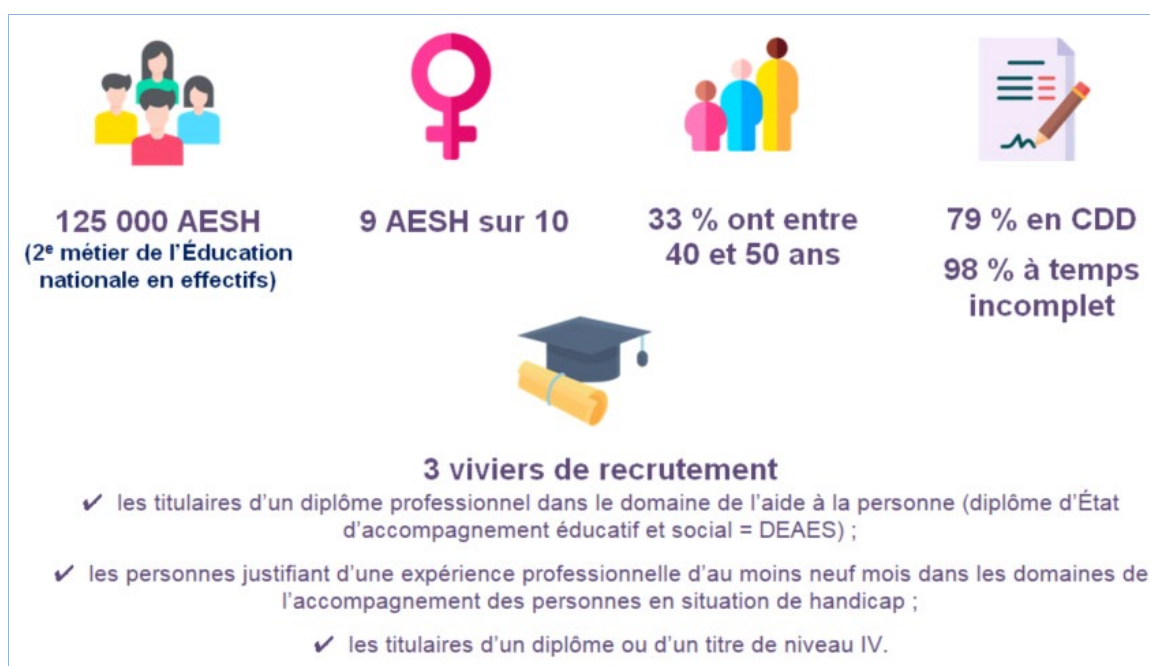 125 000 AESH
(2e métier de l’Éducation
nationale en effectifs)
9 AESH sur 10
33 % ont entre
40 et 50 ans
79 % en CDD
98 % à temps
incomplet
3 viviers de recrutement
✔ les titulaires d’un diplôme professionnel dans le domaine de l’aide à la personne (diplôme d’État
d’accompagnement éducatif et social = DEAES) ;
✔ les personnes justifiant d’une expérience professionnelle d’au moins neuf mois dans les domaines de
l’accompagnement des personnes en situation de handicap ;
✔ les titulaires d’un diplôme ou d’un titre de niveau IV.